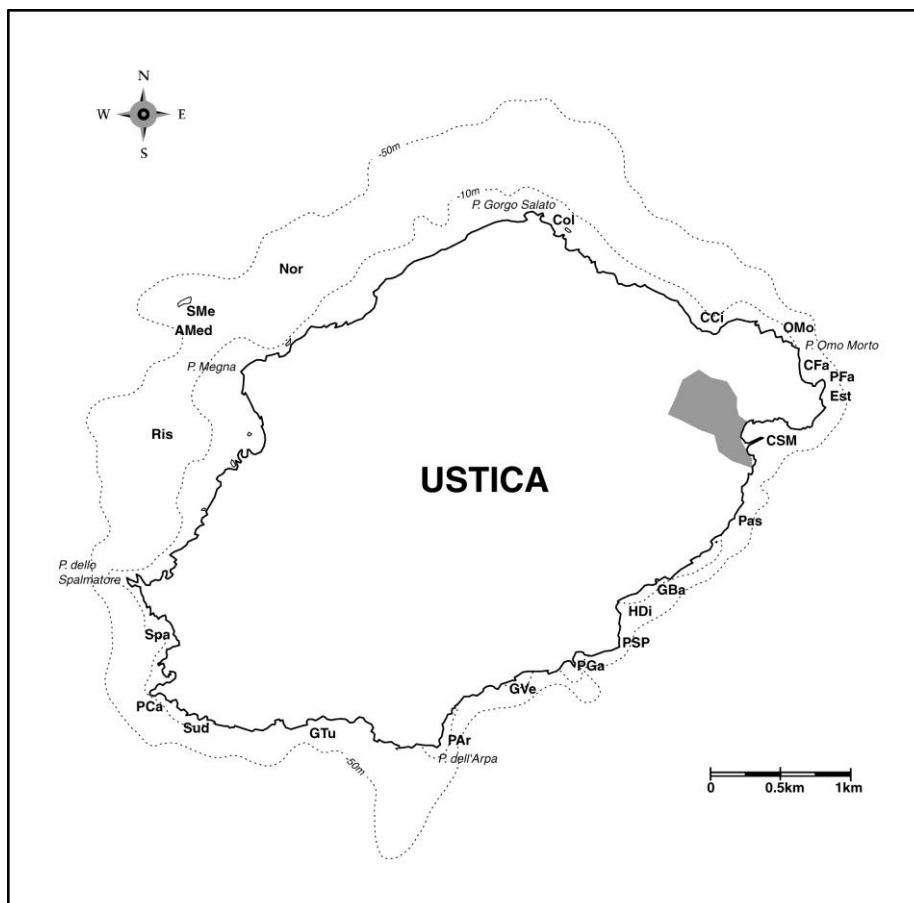 N
W E
S
-50m
-10m
P. Gorgo Salato
Col
Nor
SMe
AMed
CCi
OMo
P. Omo Morto
P. Megna
CFa
PFa
Est
Ris
CSM
USTICA
Pas
P. dello
Spalmatore
GBa
HDi
Spa
PSP
PGa
GVe
PCa
Sud
GTu
PAr
P. dell'Arpa
-50m
0 0.5km 1km